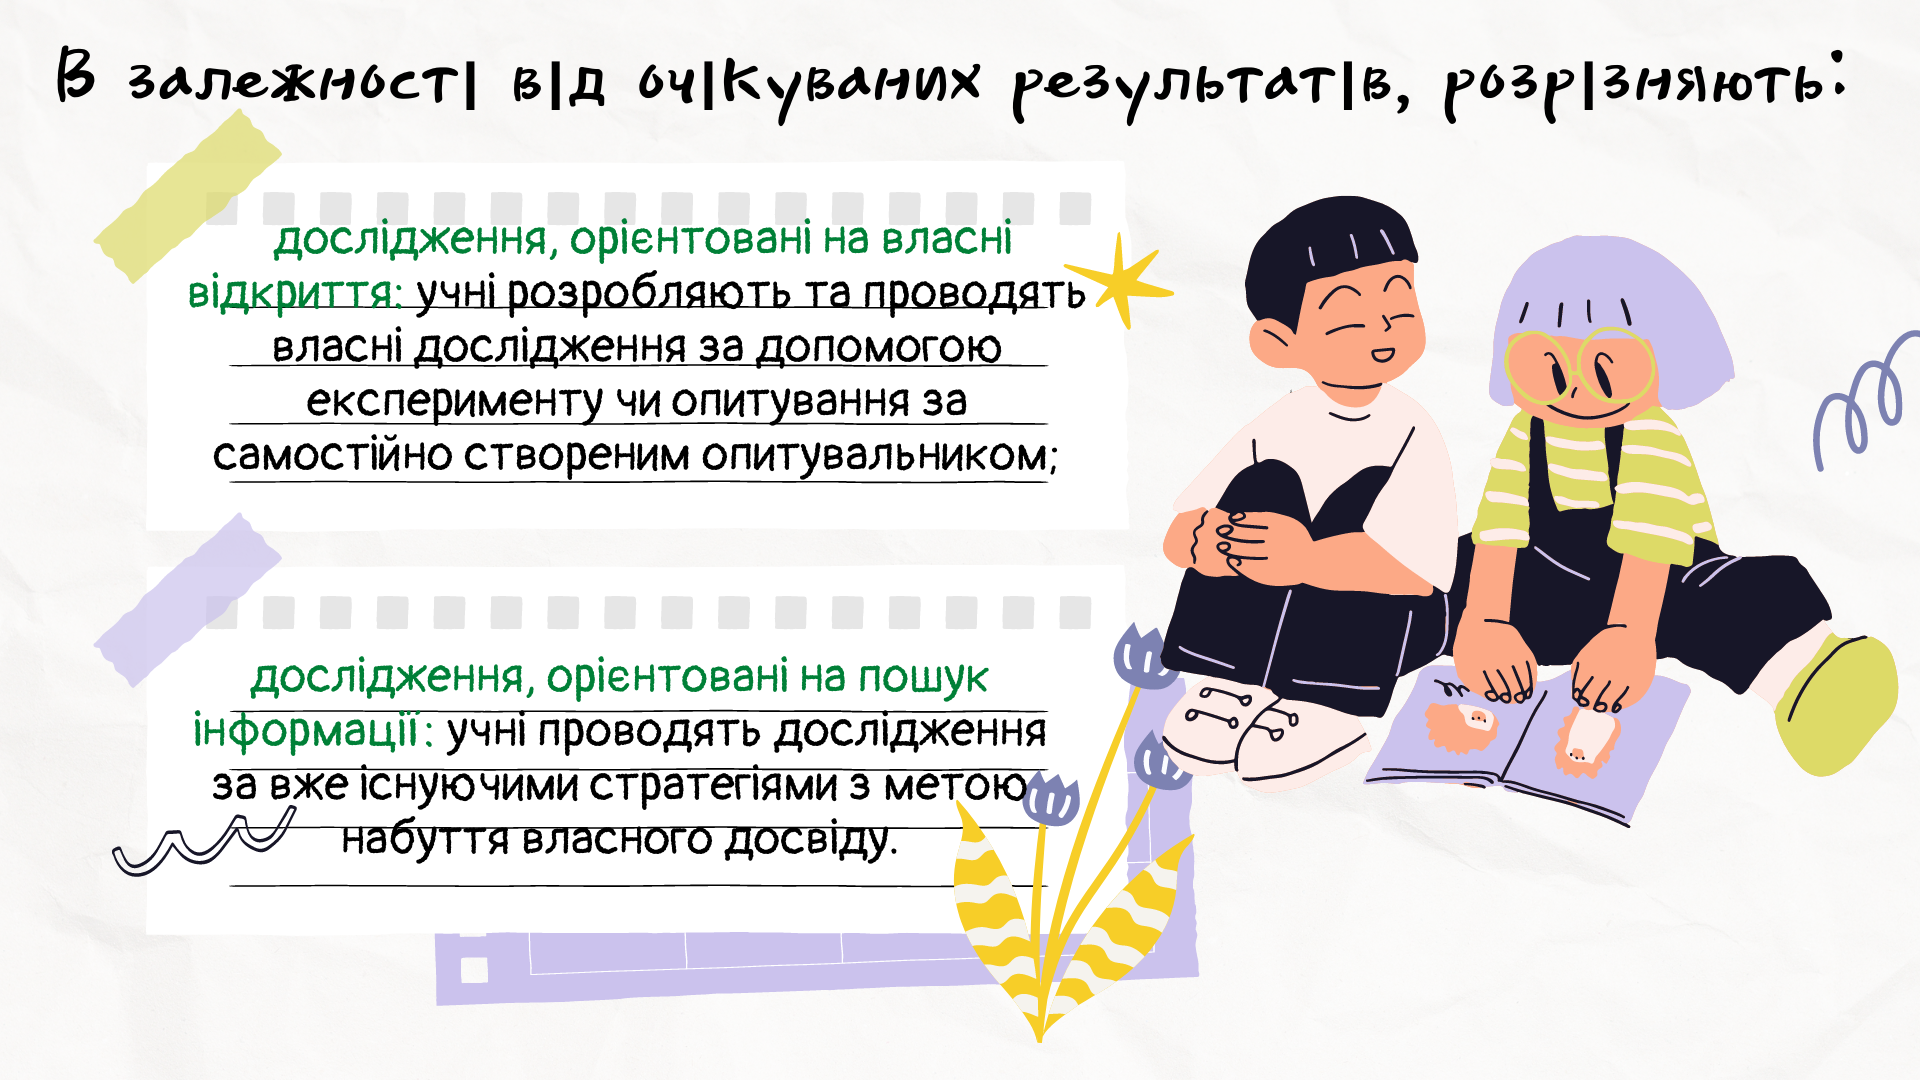 В залежності від очікуваних результатів, розрізняють:
дослідження, орієнтовані на власні
відкриття: учні розробляють та проводять
власні дослідження за допомогою
експерименту чи опитування за
самостійно створеним опитувальником;
дослідження, орієнтовані на пошук
інформації: учні проводять дослідження
за вже існуючими стратегіями з метою
набуття власного досвіду.